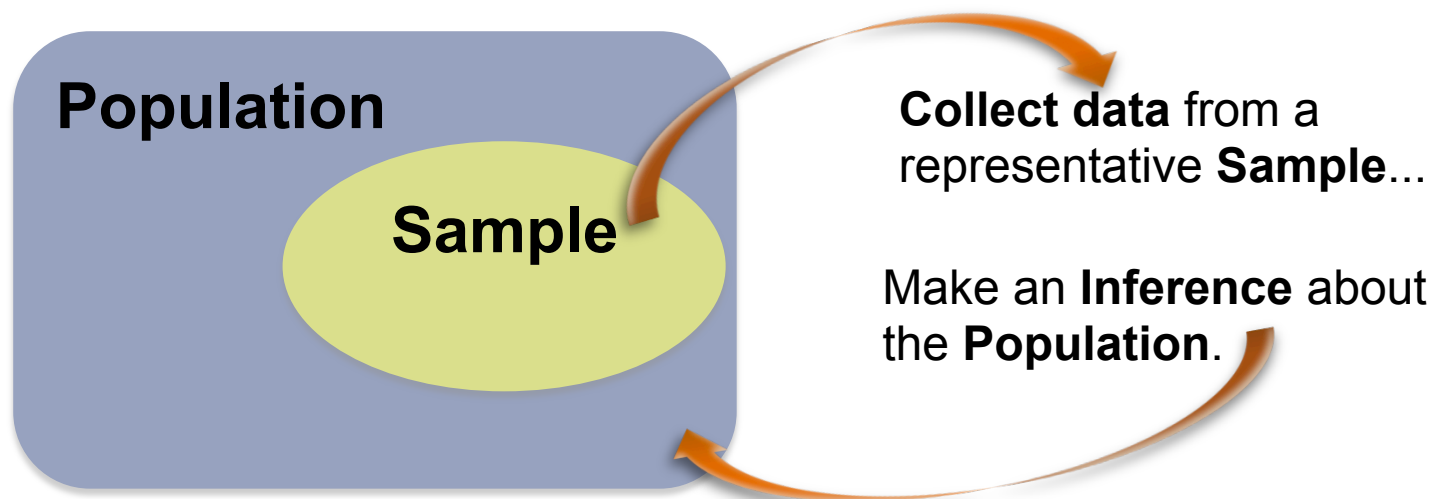 Population
Sample
Collect data from a
representative Sample...
Make an Inference about
the Population.